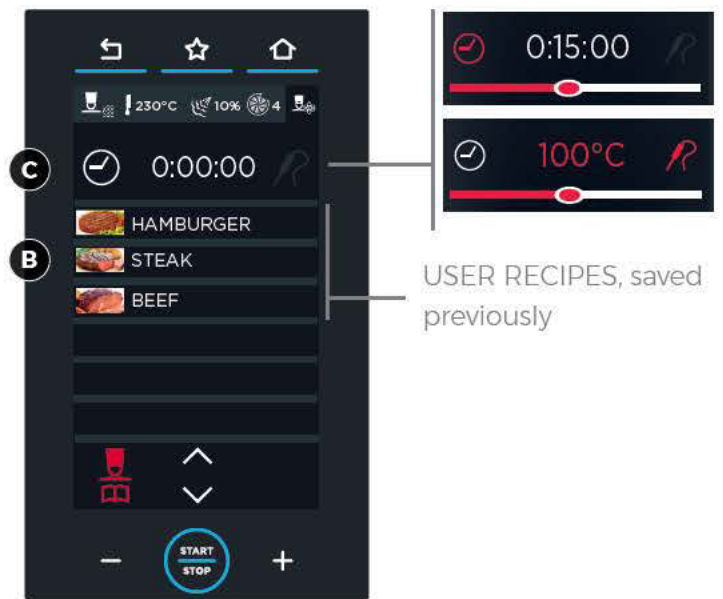 230°C 10% 4
C
0:00:00
HAMBURGER
B
STEAK
BEEF
START
STOP
0:15:00
100°C
USER RECIPES, saved
previously